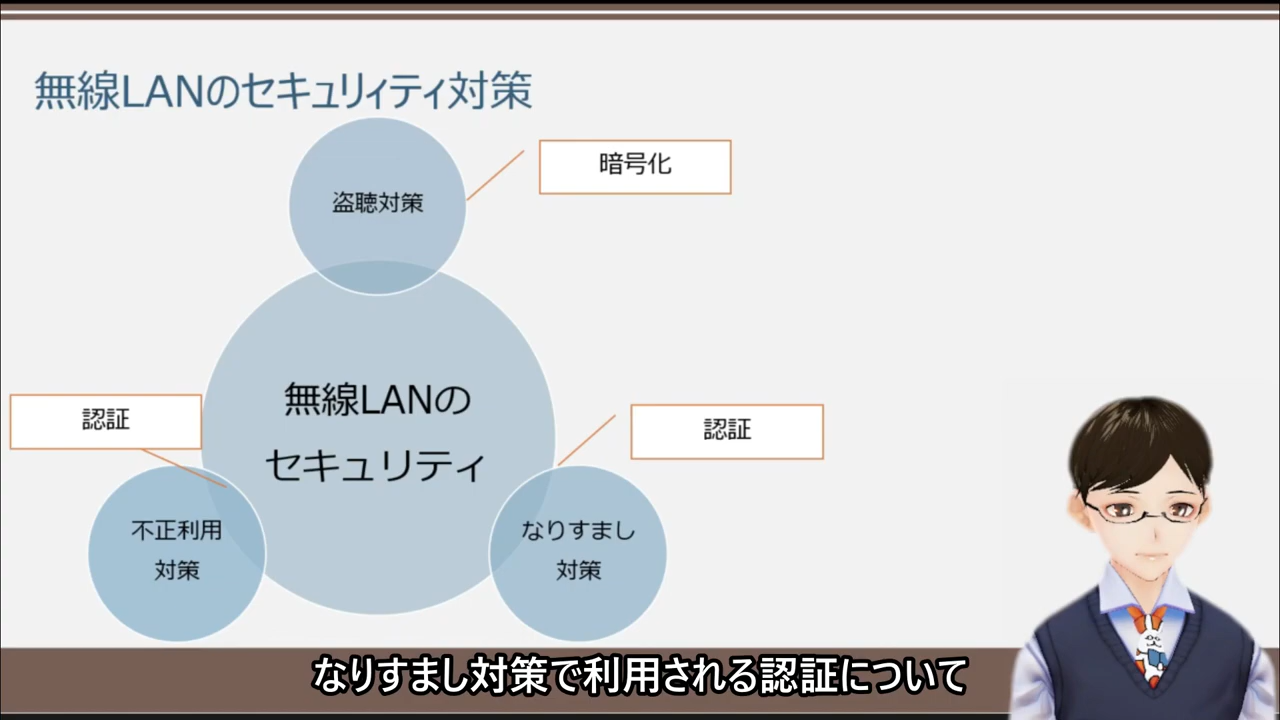 無線LANのセキュリィティ対策
盗聴対策
暗号化
無線LANの
セキュリティ
認証
認証
不正利用
対策
なりすまし
対策
なりすまし対策で利用される認証について